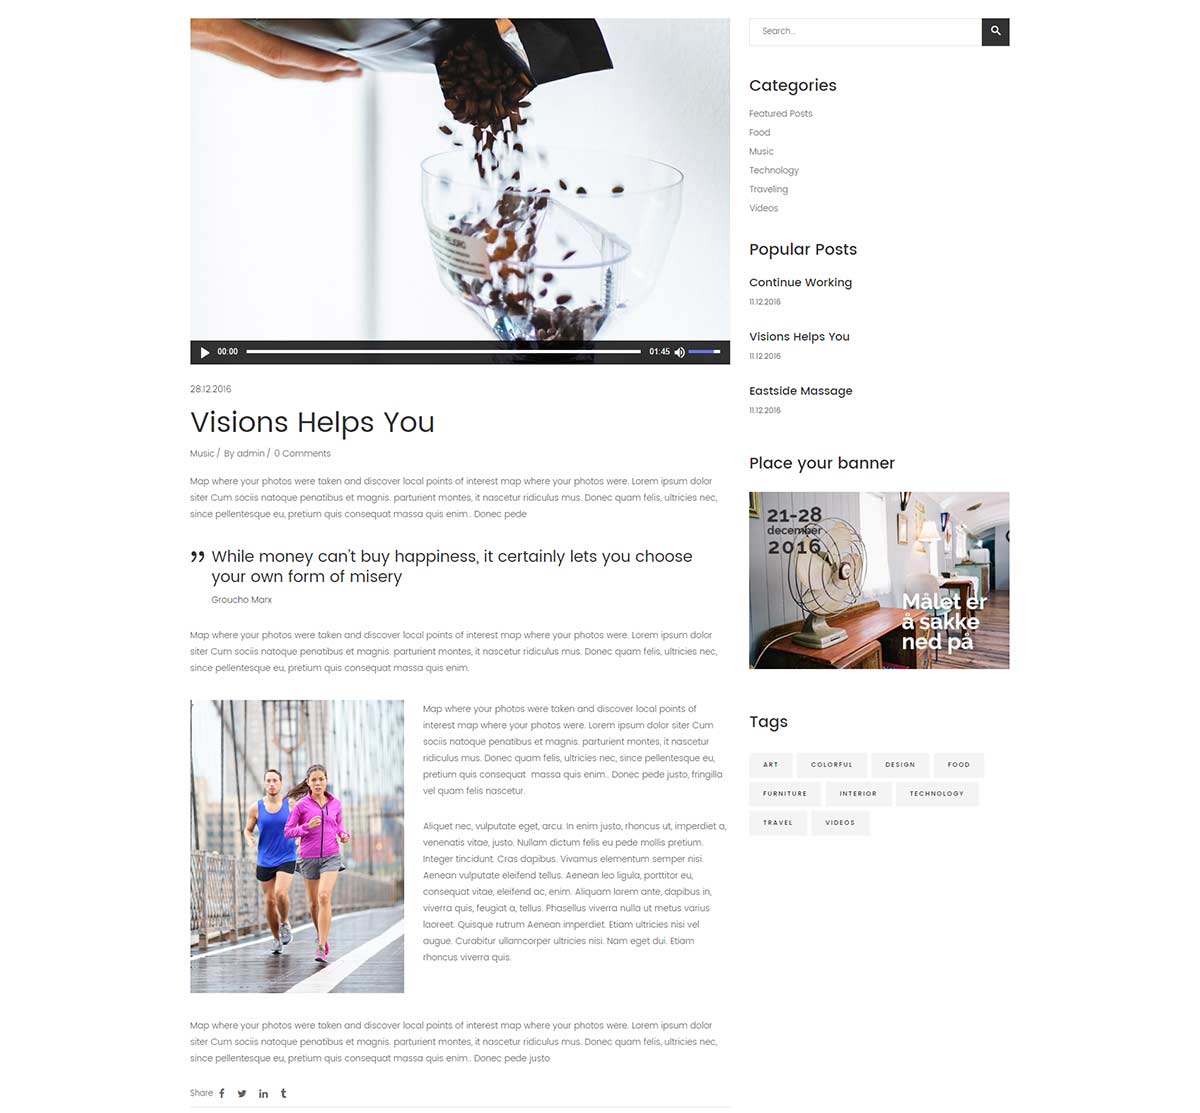 PELIGRO
00:00
01:45
28.12.2016
Visions Helps You
Music / By admin / 0 Comments
Map where your photos were taken and discover local points of interest map where your photos were. Lorem ipsum dolor
siter Cum sociis natoque penatibus et magnis. parturient montes, it nascetur ridiculus mus. Donec quam felis, ultricies nec,
since pellentesque eu, pretium quis consequat massa quis enim.. Donec pede
” While money can’t buy happiness, it certainly lets you choose
your own form of misery
Groucho Marx
Map where your photos were taken and discover local points of interest map where your photos were. Lorem ipsum dolor
siter Cum sociis natoque penatibus et magnis. parturient montes, it nascetur ridiculus mus. Donec quam felis, ultricies nec,
since pellentesque eu, pretium quis consequat massa quis enim.
Map where your photos were taken and discover local points of
interest map where your photos were. Lorem ipsum dolor siter Cum
sociis natoque penatibus et magnis. parturient montes, it nascetur
ridiculus mus. Donec quam felis, ultricies nec, since pellentesque eu,
pretium quis consequat massa quis enim.. Donec pede justo, fringilla
vel quam felis nascetur.
Aliquet nec, vulputate eget, arcu. In enim justo, rhoncus ut, imperdiet a,
venenatis vitae, justo. Nullam dictum felis eu pede mollis pretium.
Integer tincidunt. Cras dapibus. Vivamus elementum semper nisi.
Aenean vulputate eleifend tellus. Aenean leo ligula, porttitor eu,
consequat vitae, eleifend ac, enim. Aliquam lorem ante, dapibus in,
viverra quis, feugiat a, tellus. Phasellus viverra nulla ut metus varius
laoreet. Quisque rutrum Aenean imperdiet. Etiam ultricies nisi vel
augue. Curabitur ullamcorper ultricies nisi. Nam eget dui. Etiam
rhoncus viverra quis.
Map where your photos were taken and discover local points of interest map where your photos were. Lorem ipsum dolor
siter Cum sociis natoque penatibus et magnis. parturient montes, it nascetur ridiculus mus. Donec quam felis, ultricies nec,
since pellentesque eu, pretium quis consequat massa quis enim.. Donec pede justo
Share
Search...
Categories
Featured Posts
Food
Music
Technology
Traveling
Videos
Popular Posts
Continue Working
11.12.2016
Visions Helps You
11.12.2016
Eastside Massage
11.12.2016
Place your banner
21-28
december
2016
Målet er
å sakke
ned på
Tags
ART COLORFUL DESIGN FOOD
FURNITURE INTERIOR TECHNOLOGY
TRAVEL VIDEOS